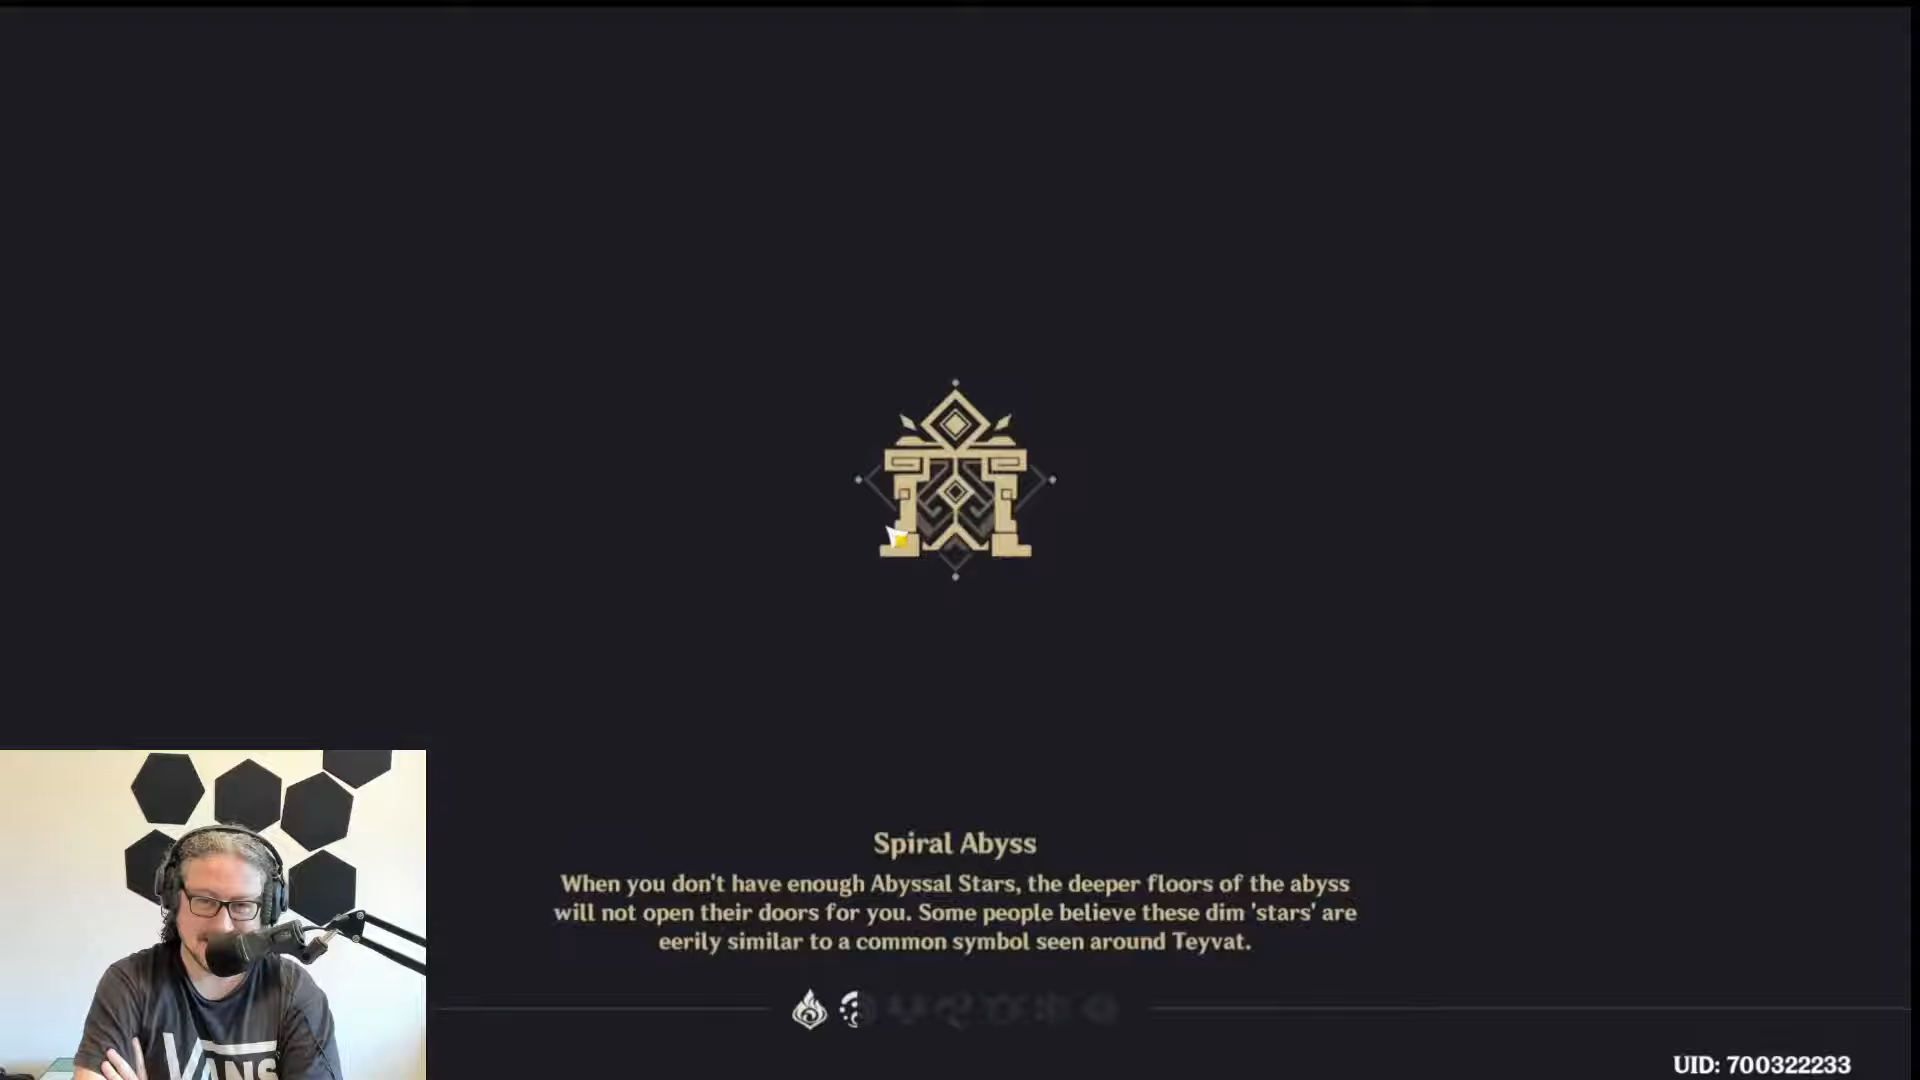 Spiral Abyss
When you don't have enough Abyssal Stars, the deeper floors of the abyss
will not open their doors for you. Some people believe these dim 'stars' are
eerily similar to a common symbol seen around Teyvat.
VANS
UID: 700322233